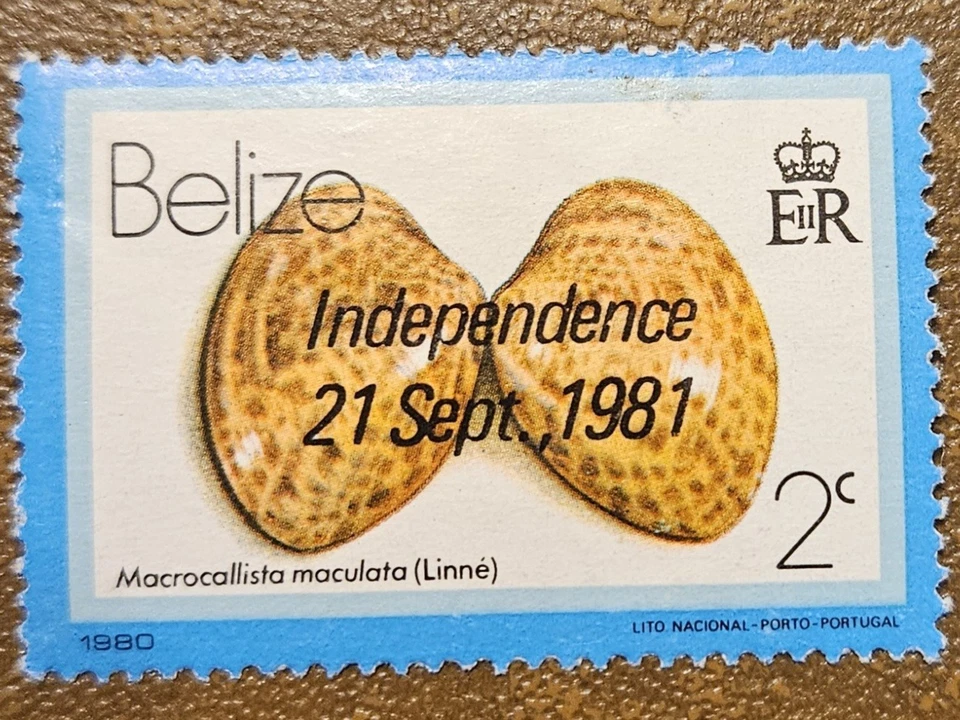 Belize
EIIR
Independence
21 Sept.,1981
2c
Macrocallista maculata (Linné)
1980
LITO. NACIONAL-PORTO-PORTUGAL